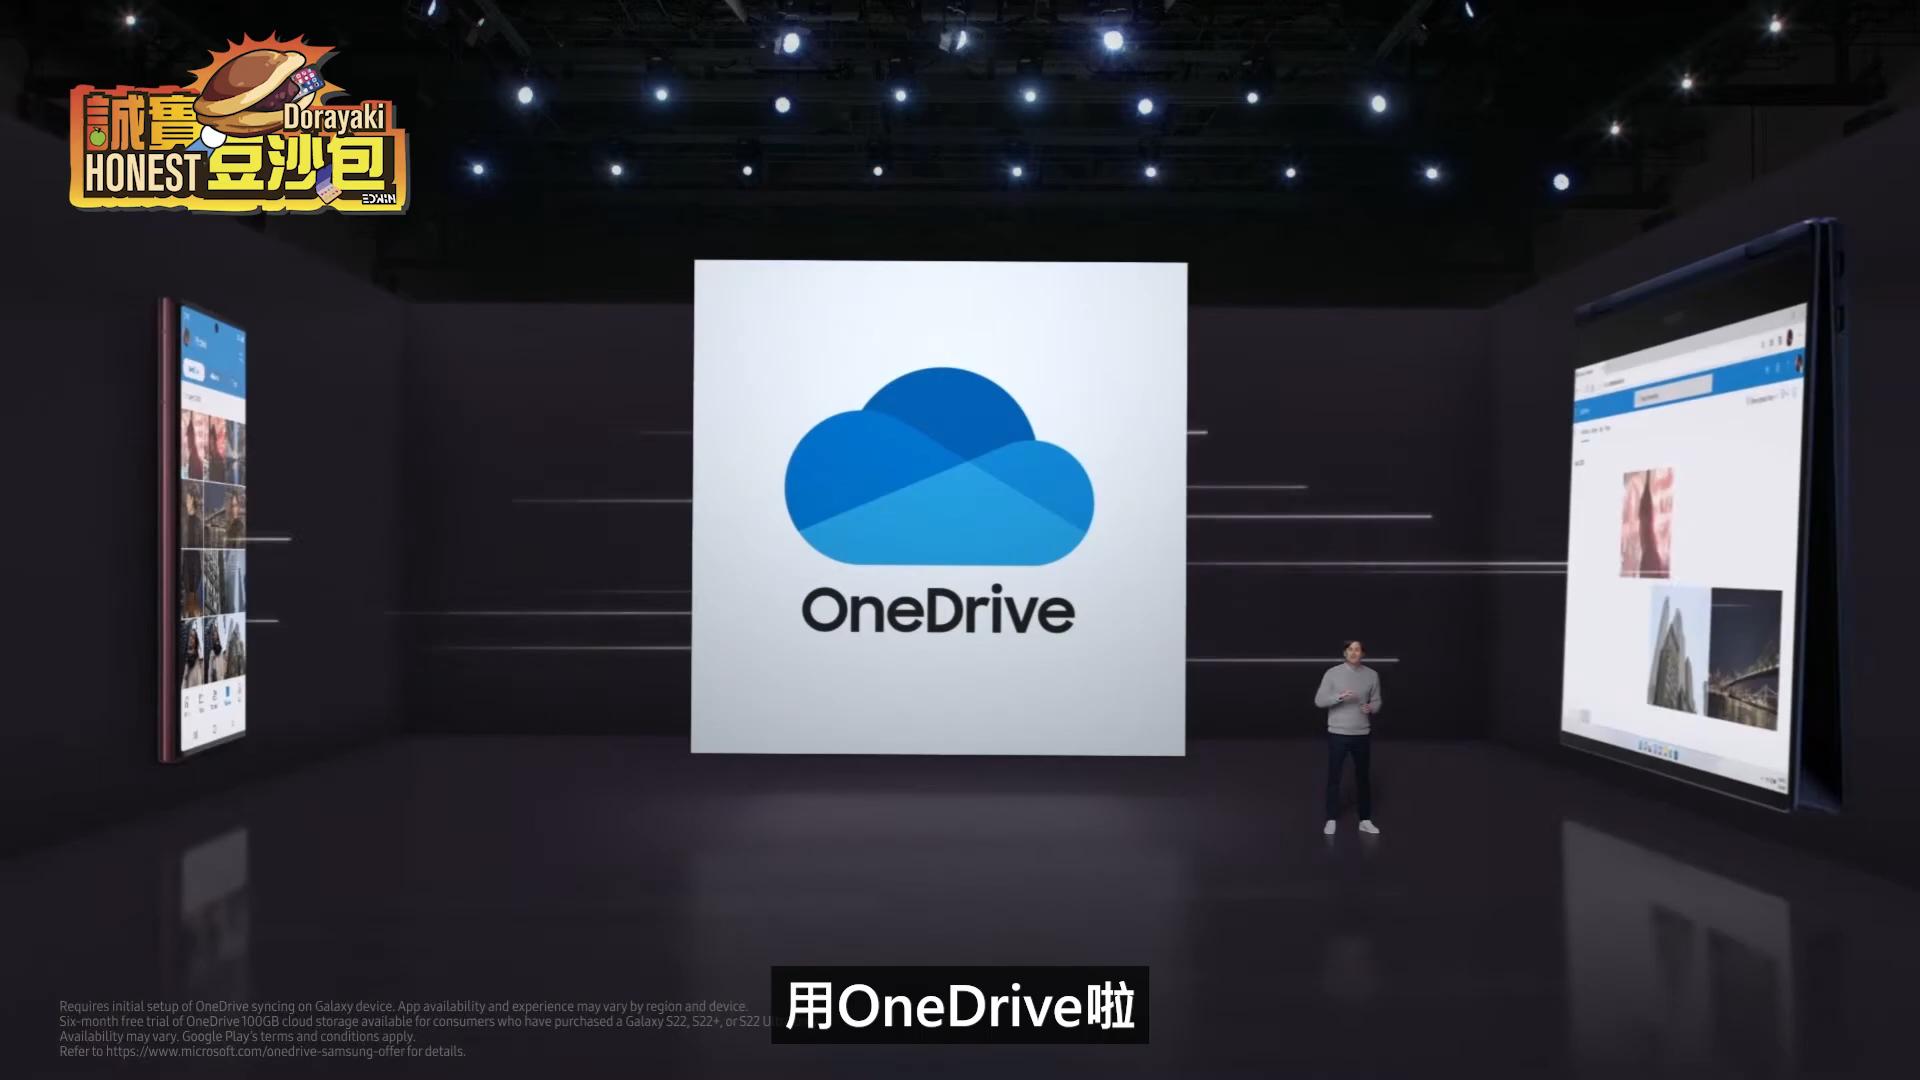 誠實
Dorayaki
HONEST
豆沙包
EDWIN
OneDrive
Requires initial setup of OneDrive syncing on Galaxy device. App availability and experience may vary by region and device.
Six-month free trial of OneDrive 100GB cloud storage available for consumers who have purchased a Galaxy S22, S22+, or S22
Availability may vary. Google Play's terms and conditions apply.
Refer to https://www.microsoft.com/onedrive-samsung-offer for details.
用OneDrive啦